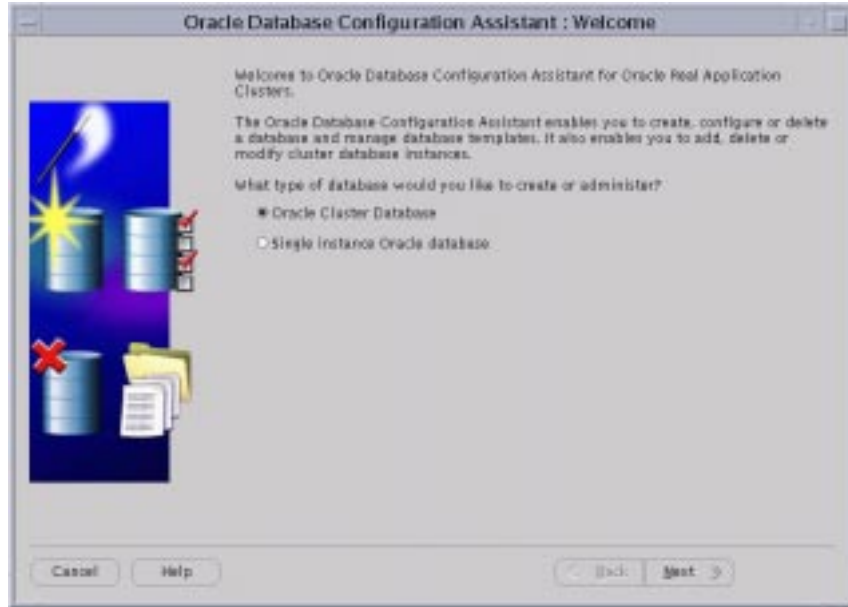 Oracle Database Configuration Assistant : Welcome
Welcome to Oracle Database Configuration Assistant for Oracle Real Application
Clusters.
The Oracle Database Configuration Assistant enables you to create, configure or delete
a database and manage database templates. It also enables you to add, delete or
modify cluster database instances.
What type of database would you like to create or administer?
Oracle Cluster Database
Single instance Oracle database
Cancel
Help
Back
Next